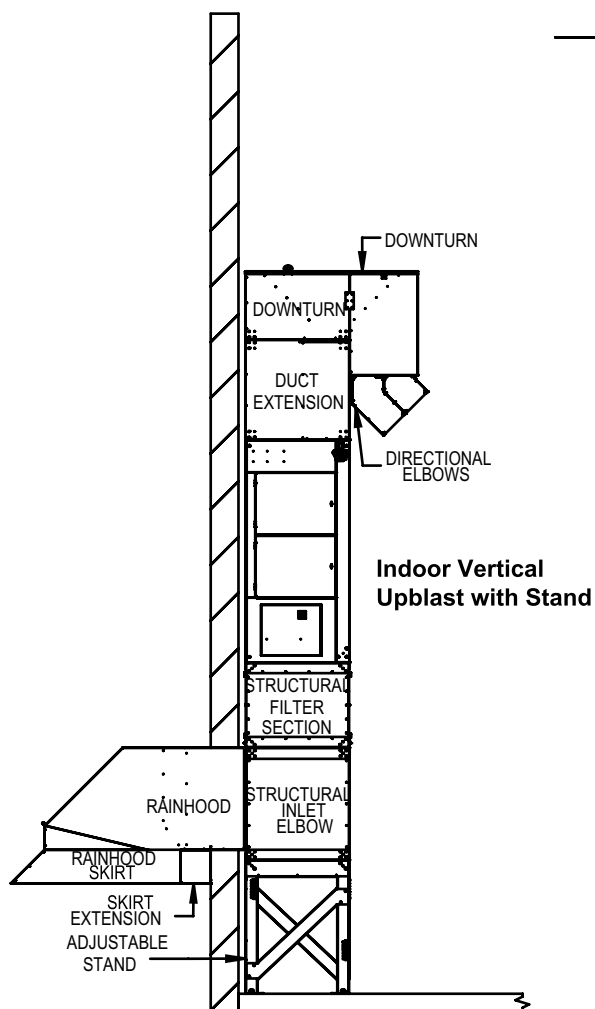 DOWNTURN
DOWNTURN
DUCT
EXTENSION
DIRECTIONAL
ELBOWS
Indoor Vertical
Upblast with Stand
STRUCTURAL
FILTER
SECTION
RAINHOOD
STRUCTURAL
INLET
ELBOW
RAINHOOD
SKIRT
SKIRT
EXTENSION
ADJUSTABLE
STAND